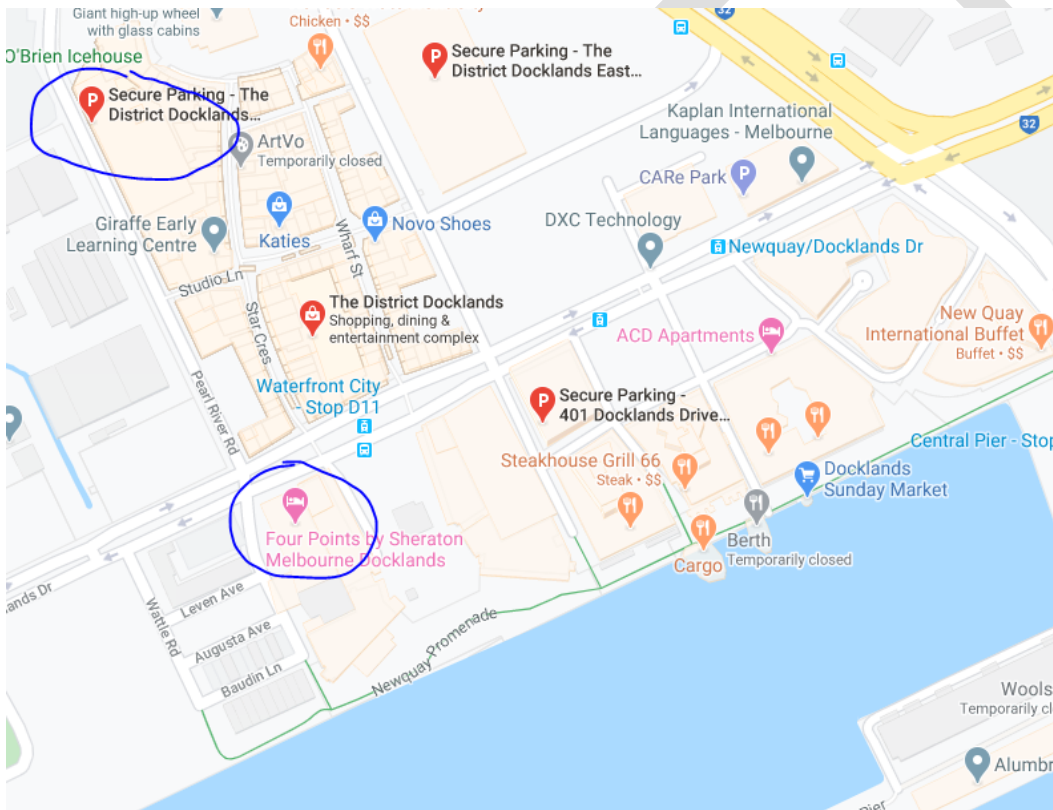 Giant high-up wheel
with glass cabins
Chicken • $$
32
O'Brien Icehouse
Secure Parking - The
District Docklands East...
Secure Parking - The
District Docklands...
Kaplan International
Languages - Melbourne
32
ArtVo
Temporarily closed
CARe Park
Giraffe Early
Learning Centre
Katies
Novo Shoes
DXC Technology
Wharf St
Newquay/Docklands Dr
Studio Ln
Star Cres
The District Docklands
Shopping, dining &
entertainment complex
ACD Apartments
New Quay
International Buffet
Buffet • $$
Pearl River Rd
Waterfront City
- Stop D11
Secure Parking -
401 Docklands Drive...
Central Pier - Stop
Steakhouse Grill 66
Steak • $$
Docklands
Sunday Market
Four Points by Sheraton
Melbourne Docklands
Berth
Temporarily closed
Cargo
lands Dr
Leven Ave
Wattle Rd
Augusta Ave
Baudin Ln
Newquay Promenade
Wools
Temporarily cl
Alumbr
Pier